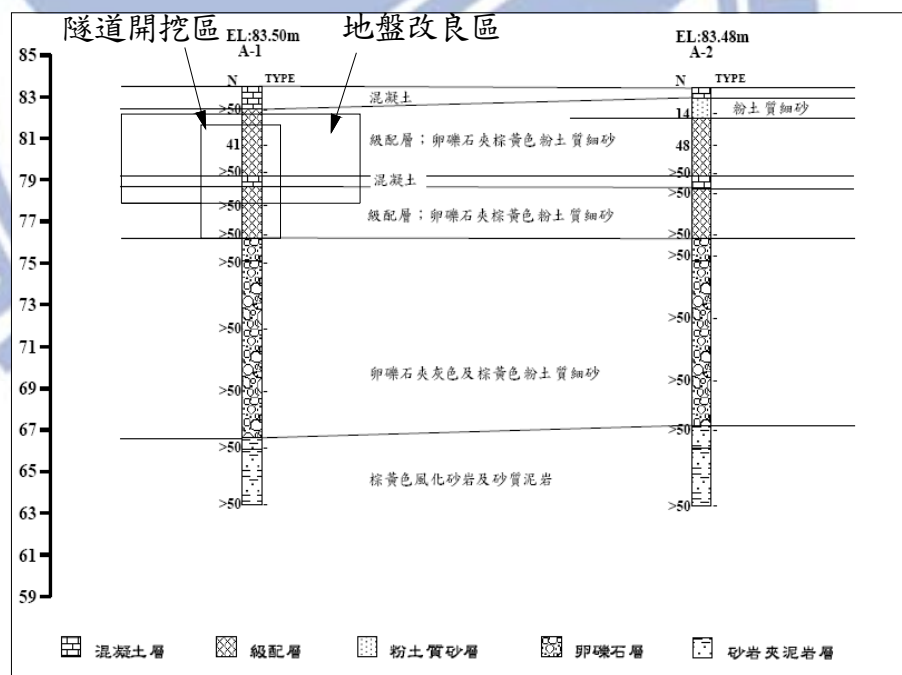 隧道開挖區
地盤改良區
EL:83.50m
A-1
EL:83.48m
A-2
N TYPE
N TYPE
85
83
81
79
77
75
73
71
69
67
65
63
61
59
>50
41
>50
>50
>50
>50
>50
>50
>50
>50
14
48
>50
>50
>50
>50
>50
>50
>50
>50
混凝土
粉土質細砂
級配層；卵礫石夾棕黃色粉土質細砂
混凝土
級配層；卵礫石夾棕黃色粉土質細砂
卵礫石夾灰色及棕黃色粉土質細砂
棕黃色風化砂岩及砂質泥岩
混凝土層
級配層
粉土質砂層
卵礫石層
砂岩夾泥岩層